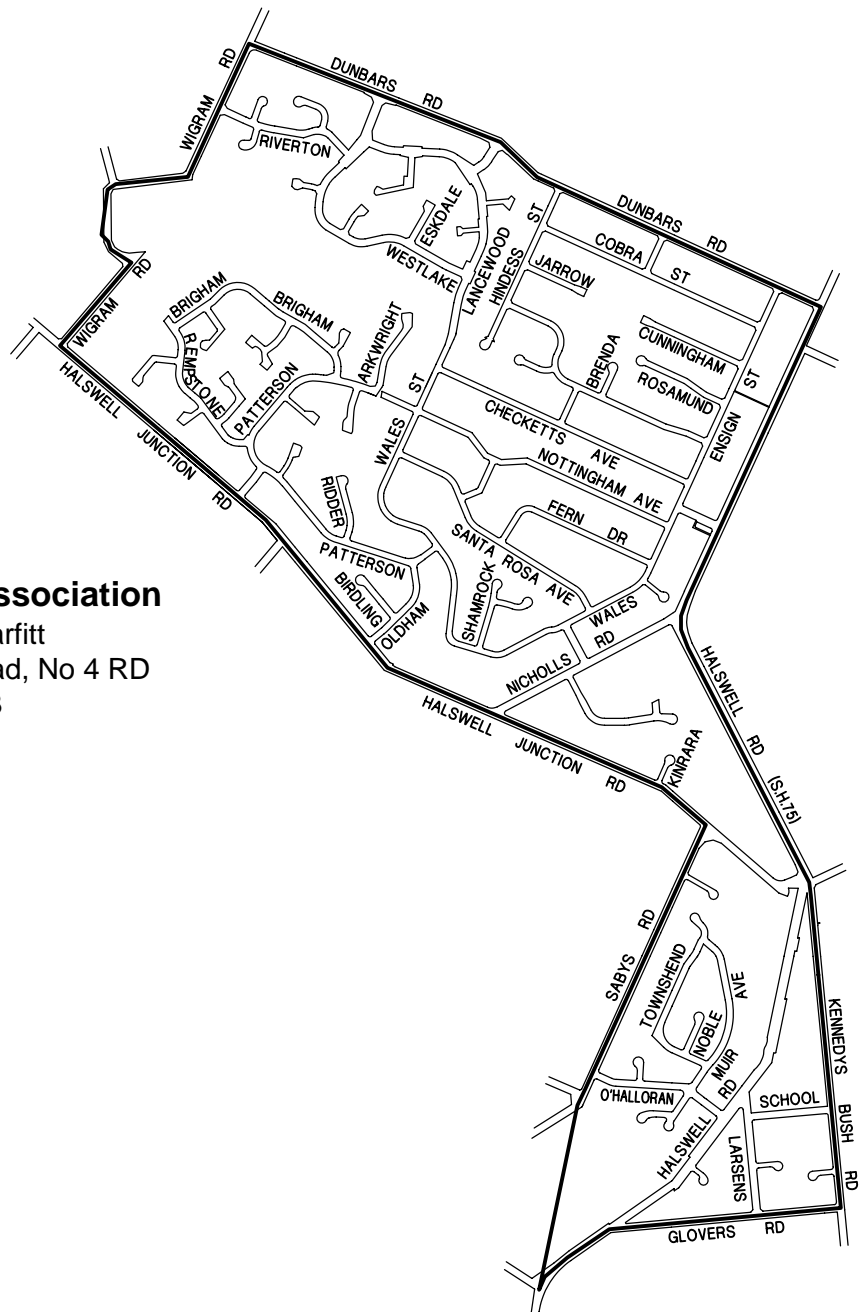 DUNBARS RD
WIGRAM RD
RIVERTON
ESKDALE
LANCEWOOD
HINDESS ST
DUNBARS RD
COBRA ST
WESTLAKE
JARROW
WIGRAM RD
BRIGHAM
BRIGHAM
ARKWRIGHT
REMPSTONE
PATTERSON
CUNNINGHAM
BRENDA
ROSAMUND
ENSIGN ST
HALSWELL JUNCTION RD
WALES ST
CHECKETTS AVE
NOTTINGHAM AVE
FERN DR
RIDDER
PATTERSON
SANTA ROSA AVE
BIRDLING
OLDHAM
SHAMROCK
WALES
NICHOLLS RD
ssociation
arfitt
ad, No 4 RD
HALSWELL JUNCTION RD
KINRARA
HALSWELL RD (S.H.75)
SABYS RD
TOWNSHEND
AVE
NOBLE
MUIR
O'HALLORAN
HALSWELL RD
SCHOOL
LARSENS
KENNEDYS BUSH RD
GLOVERS RD